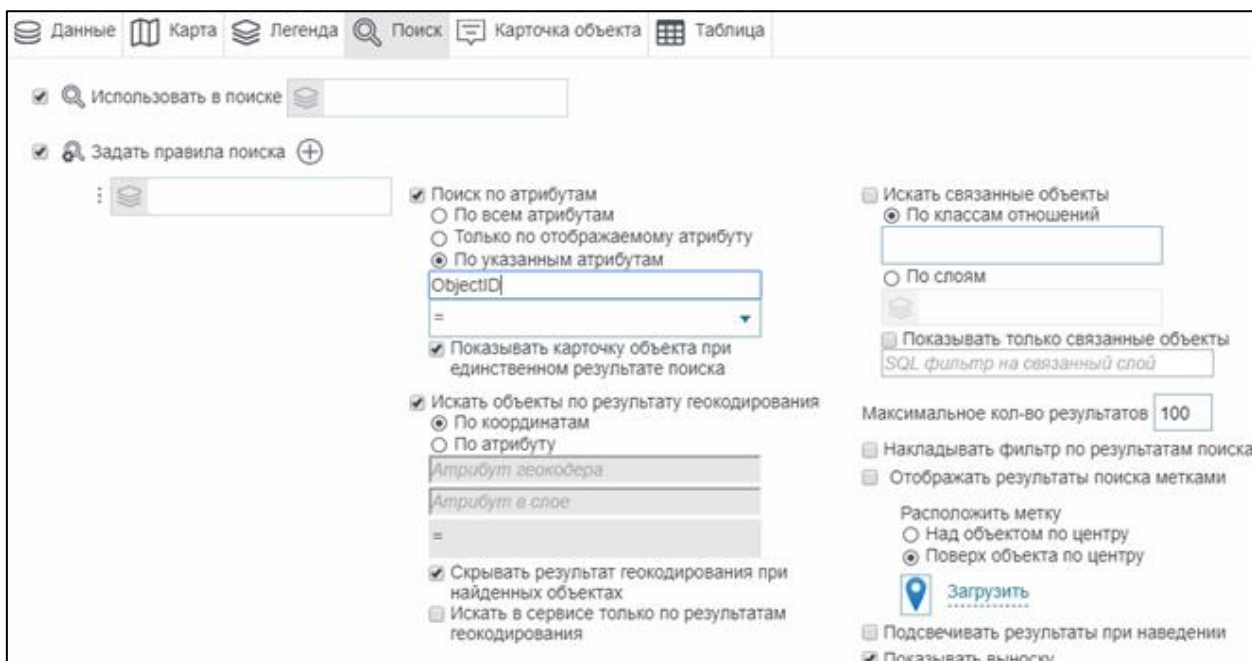 Данные Карта Легенда Поиск Карточка объекта Таблица
Использовать в поиске
Задать правила поиска
Поиск по атрибутам
По всем атрибутам
Только по отображаемому атрибуту
По указанным атрибутам
ObjectID
=
Показывать карточку объекта при
единственном результате поиска
Искать объекты по результату геокодирования
По координатам
По атрибуту
Атрибут геокодера
Атрибут в слое
=
Скрывать результат геокодирования при
найденных объектах
Искать в сервисе только по результатам
геокодирования
Искать связанные объекты
По классам отношений
По слоям
Показывать только связанные объекты
SQL фильтр на связанный слой
Максимальное кол-во результатов 100
Накладывать фильтр по результатам поиска
Отображать результаты поиска метками
Расположить метку
Над объектом по центру
Поверх объекта по центру
Загрузить
Подсвечивать результаты при наведении
Показывать выноску